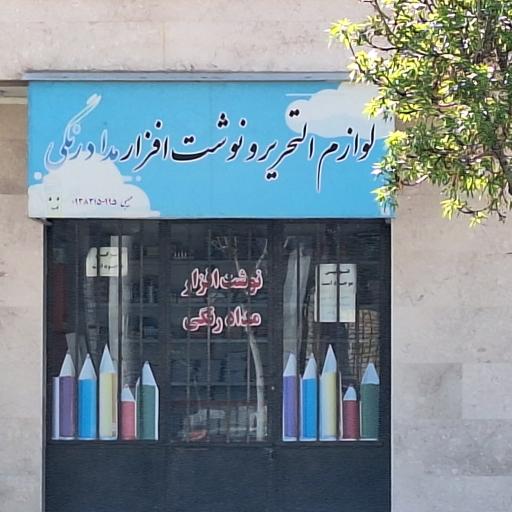 لوازم التحریر و نوشت افزار مداد رنگی
نوشت افزار
مداد رنگی